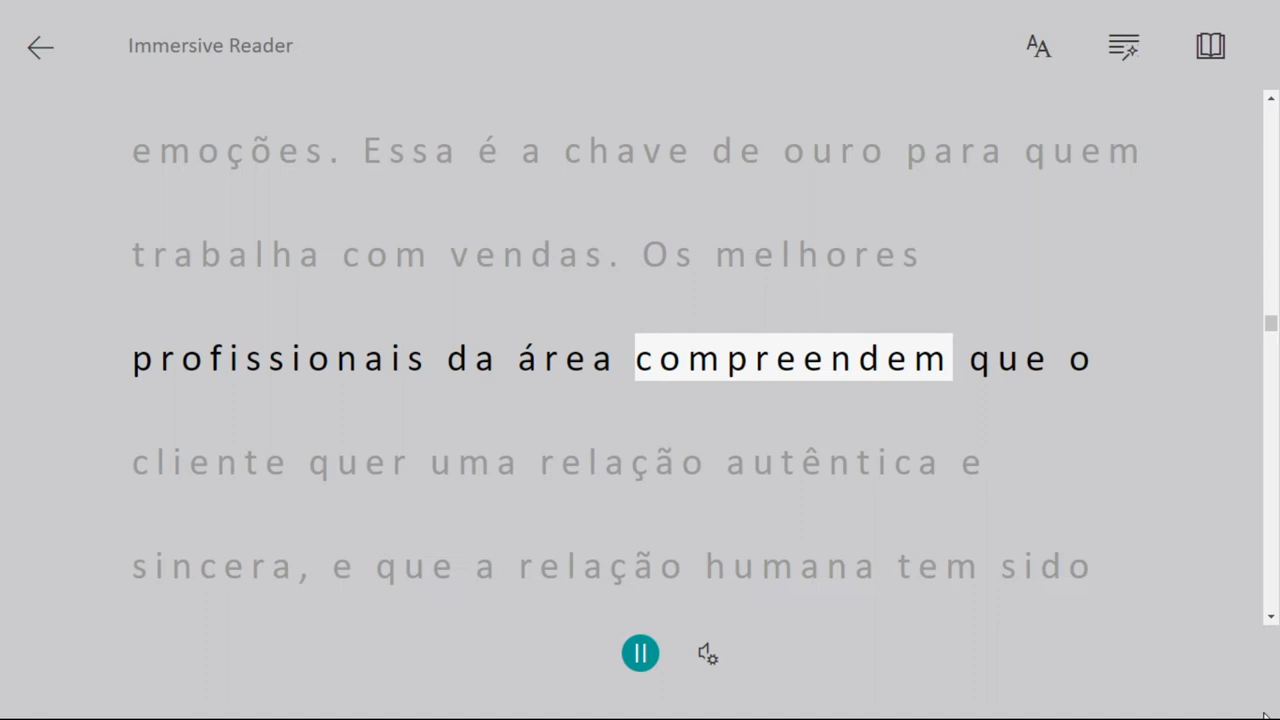 Immersive Reader
emoções. Essa é a chave de ouro para quem
trabalha com vendas. Os melhores
profissionais da área compreendem que o
cliente quer uma relação autêntica e
sincera, e que a relação humana tem sido